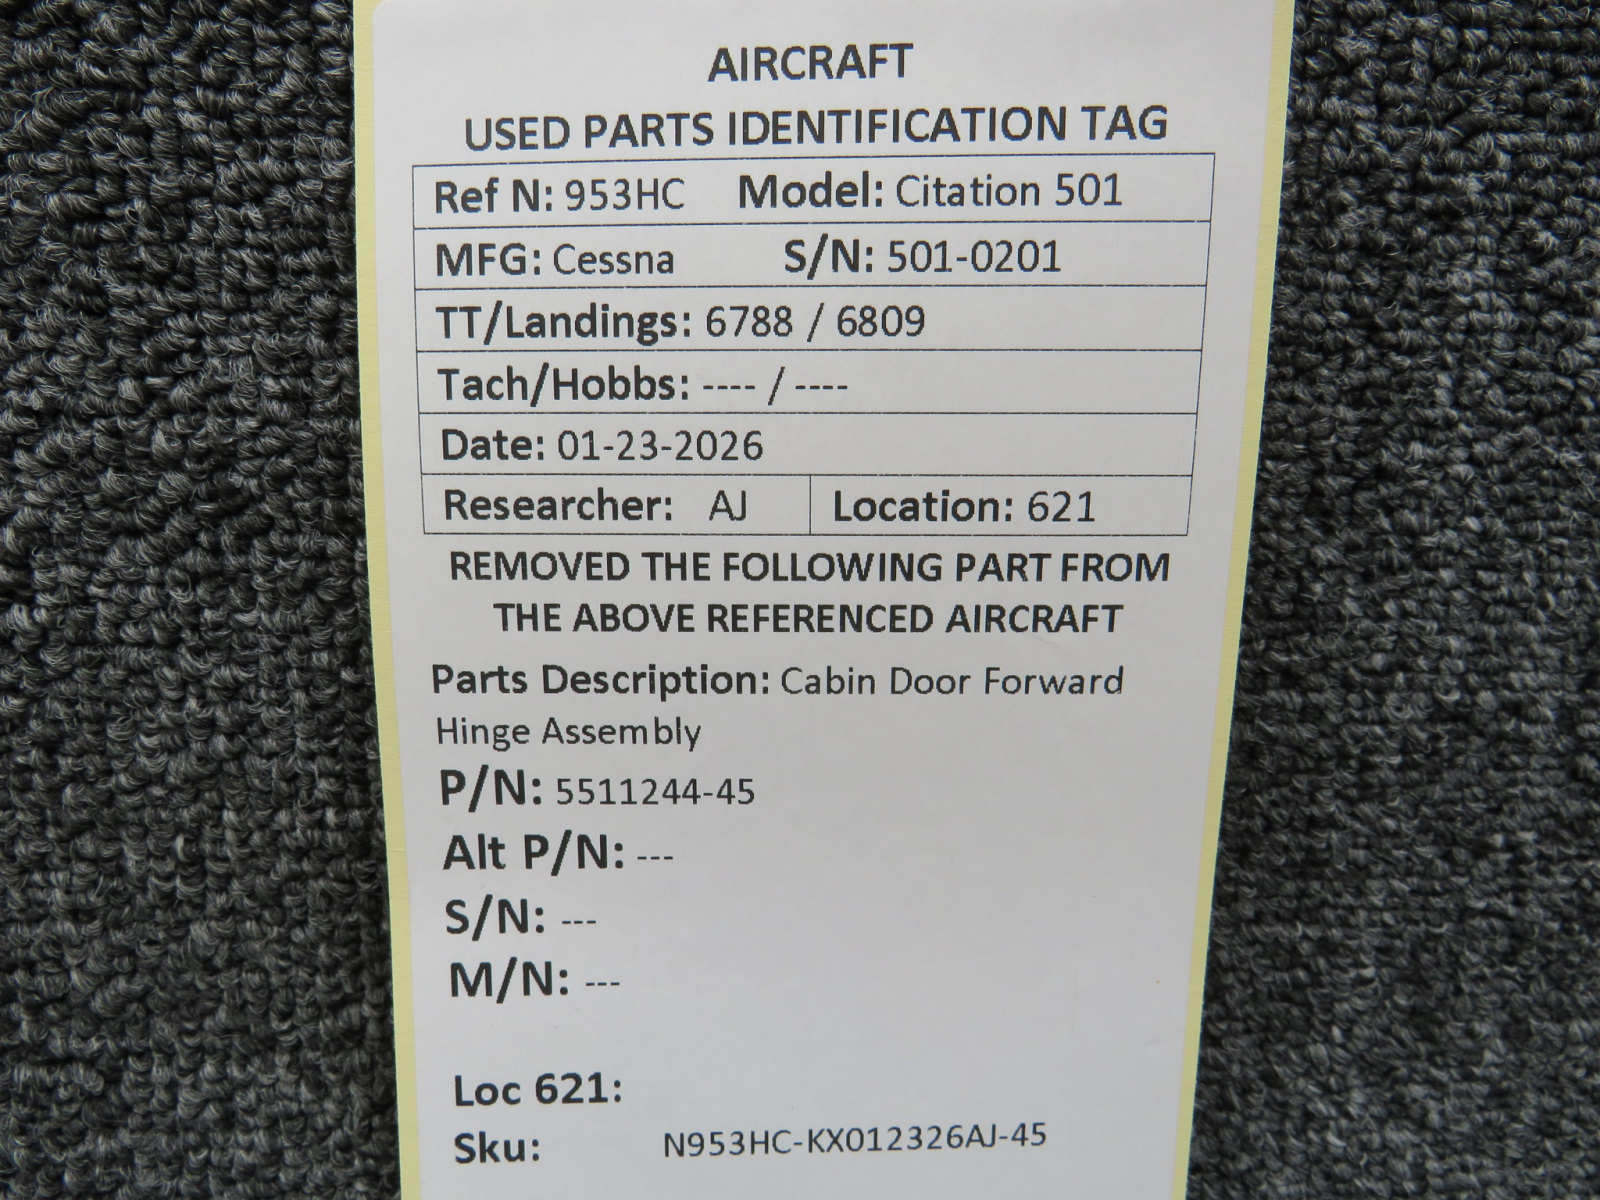 AIRCRAFT
USED PARTS IDENTIFICATION TAG
Ref N: 953HC Model: Citation 501
MFG: Cessna S/N: 501-0201
TT/Landings: 6788 / 6809
Tach/Hobbs: ---- / ----
Date: 01-23-2026
Researcher: AJ Location: 621
REMOVED THE FOLLOWING PART FROM
THE ABOVE REFERENCED AIRCRAFT
Parts Description: Cabin Door Forward
Hinge Assembly
P/N: 5511244-45
Alt P/N: ---
S/N: ---
M/N: ---
Loc 621:
Sku: N953HC-KX012326AJ-45